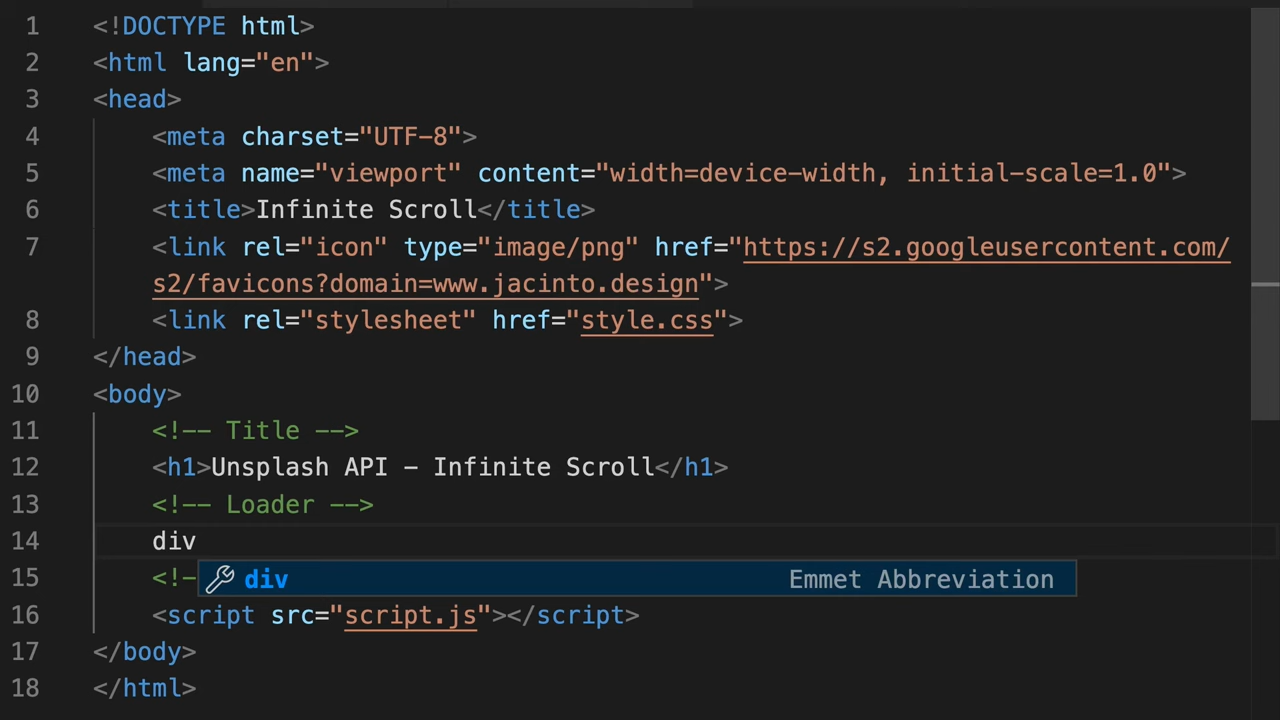 1 <!DOCTYPE html>
2 <html lang="en">
3 <head>
4 <meta charset="UTF-8">
5 <meta name="viewport" content="width=device-width, initial-scale=1.0">
6 <title>Infinite Scroll</title>
7 <link rel="icon" type="image/png" href="https://s2.googleusercontent.com/
s2/favicons?domain=www.jacinto.design">
8 <link rel="stylesheet" href="style.css">
9 </head>
10 <body>
11 <!-- Title -->
12 <h1>Unsplash API - Infinite Scroll</h1>
13 <!-- Loader -->
14 div
15 <!- div Emmet Abbreviation
16 <script src="script.js"></script>
17 </body>
18 </html>